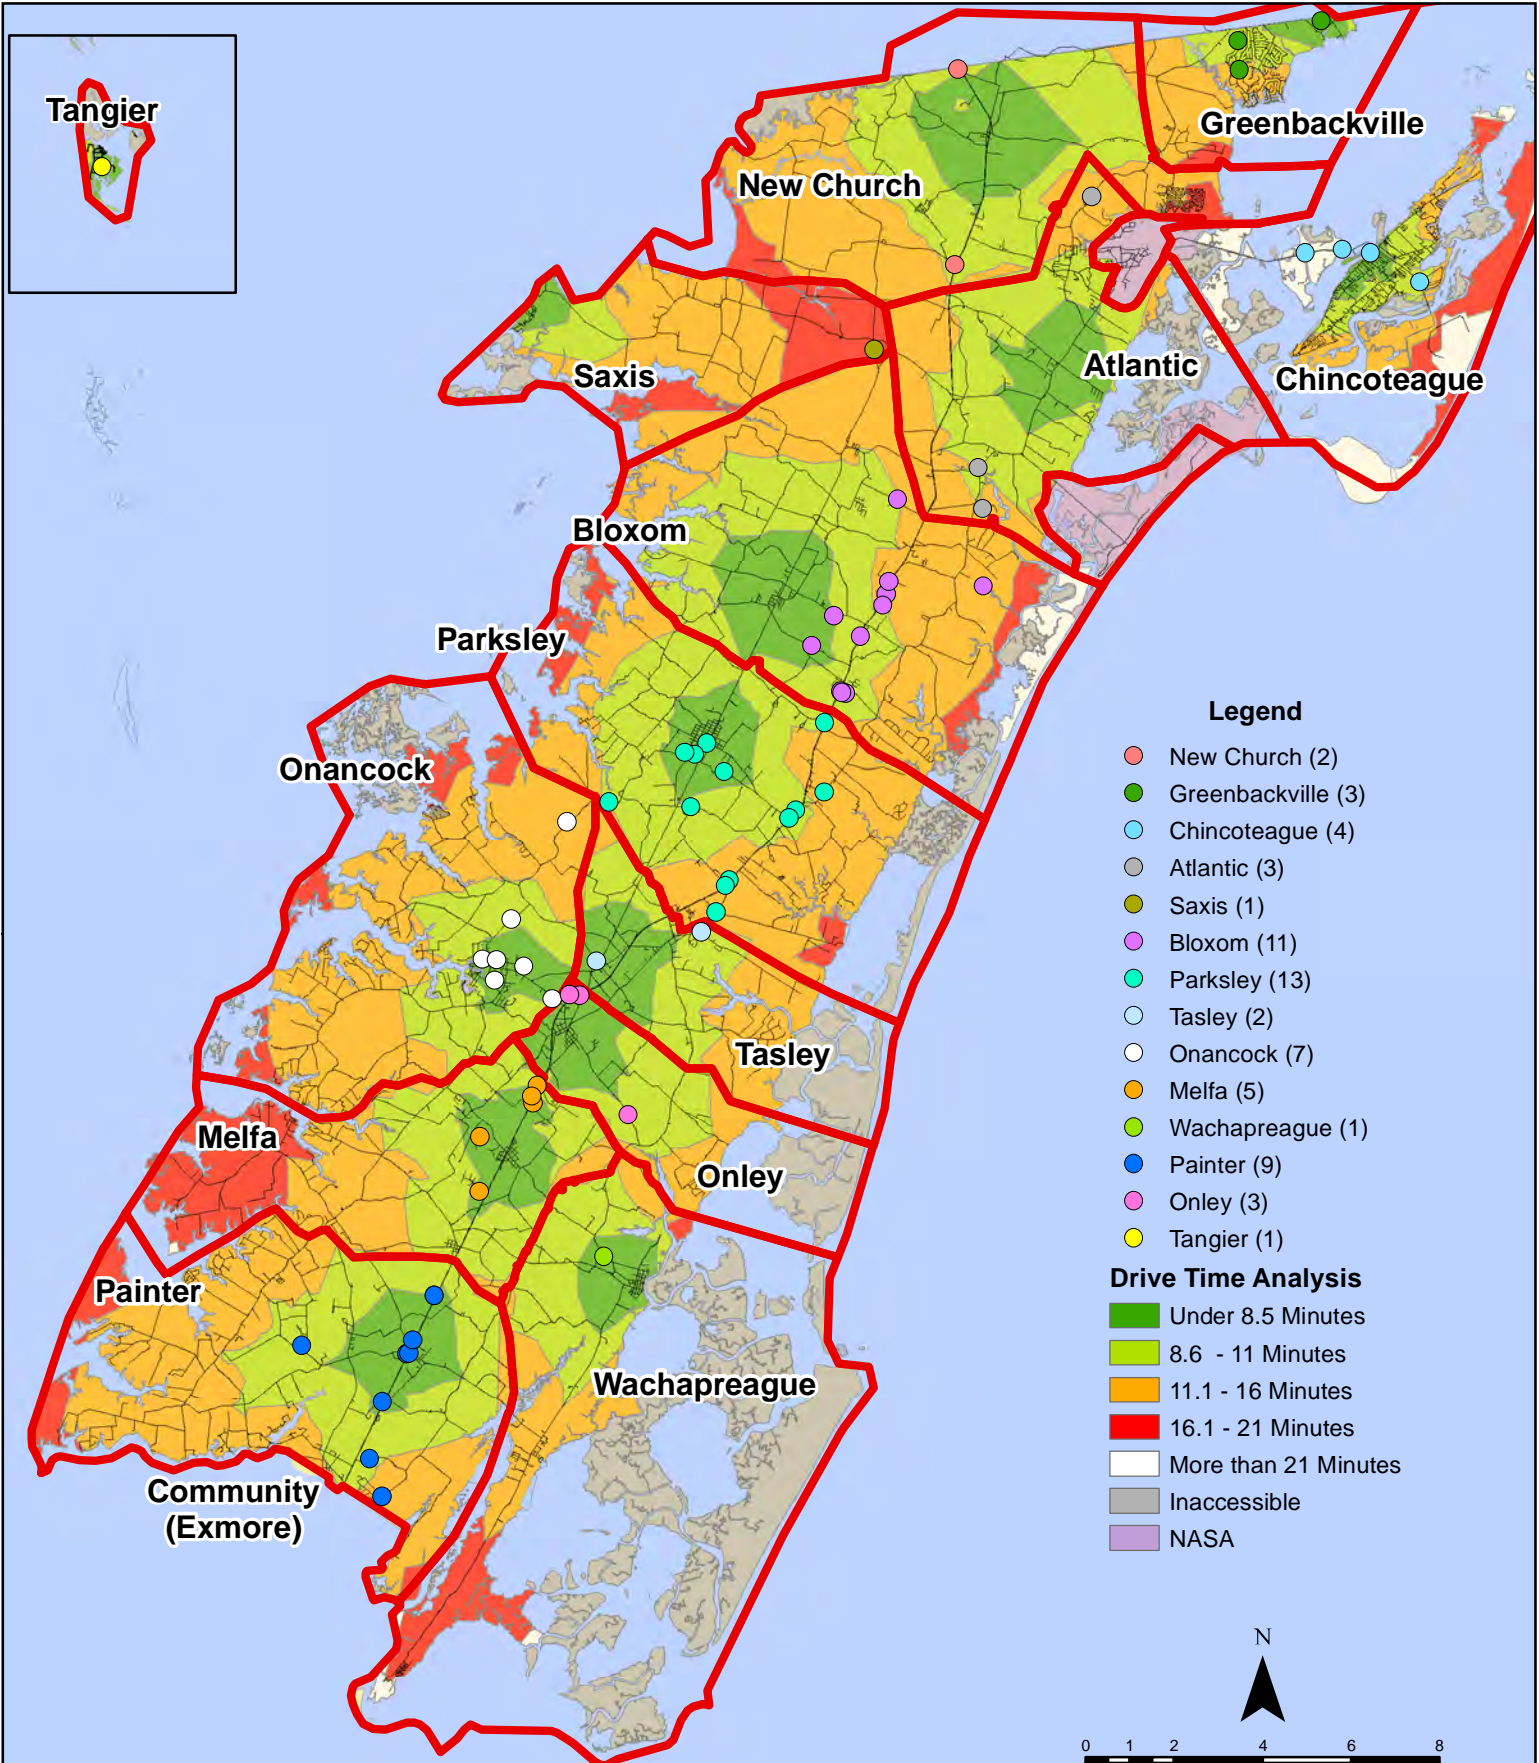 Tangier
Greenbackville
New Church
Atlantic
Saxis
Chincoteague
Bloxom
Parksley
Onancock
Tasley
Melfa
Onley
Painter
Wachapreague
Community
(Exmore)
Legend
New Church (2)
Greenbackville (3)
Chincoteague (4)
Atlantic (3)
Saxis (1)
Bloxom (11)
Parksley (13)
Tasley (2)
Onancock (7)
Melfa (5)
Wachapreague (1)
Painter (9)
Onley (3)
Tangier (1)
Drive Time Analysis
Under 8.5 Minutes
8.6 - 11 Minutes
11.1 - 16 Minutes
16.1 - 21 Minutes
More than 21 Minutes
Inaccessible
NASA
N
0 1 2 4 6 8